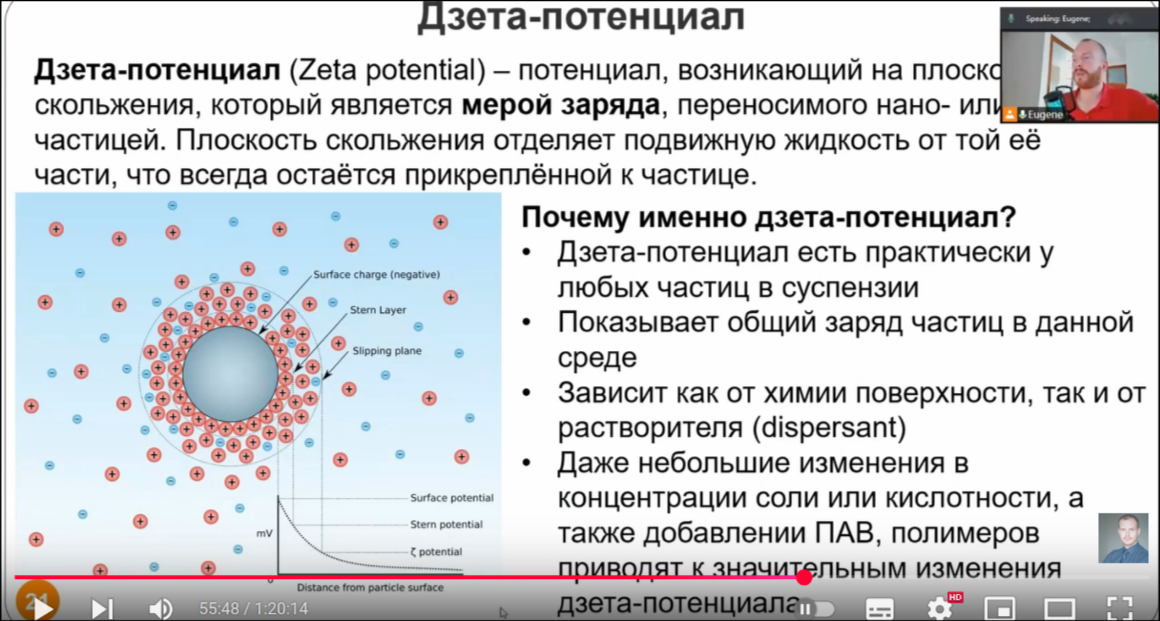 Дзета-потенциал
Speaking: Eugene;
Eugene
Дзета-потенциал (Zeta potential) – потенциал, возникающий на плоско
скольжения, который является мерой заряда, переносимого нано- или
частицей. Плоскость скольжения отделяет подвижную жидкость от той её
части, что всегда остаётся прикреплённой к частице.
Surface charge (negative)
Stern Layer
Slipping plane
Surface potential
Stern potential
ζ potential
mV
0
Distance from particle surface
Почему именно дзета-потенциал?
• Дзета-потенциал есть практически у
любых частиц в суспензии
• Показывает общий заряд частиц в данной
среде
• Зависит как от химии поверхности, так и от
растворителя (dispersant)
• Даже небольшие изменения в
концентрации соли или кислотности, а
также добавлении ПАВ, полимеров
приводят к значительным изменения
дзета-потенциала
21
55:48 / 1:20:14
HD